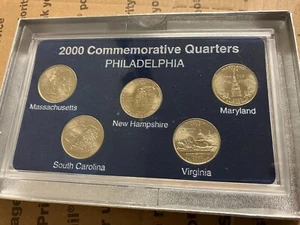 2000 Commemorative Quarters
PHILADELPHIA
Massachusetts
New Hampshire
Maryland
South Carolina
Virginia